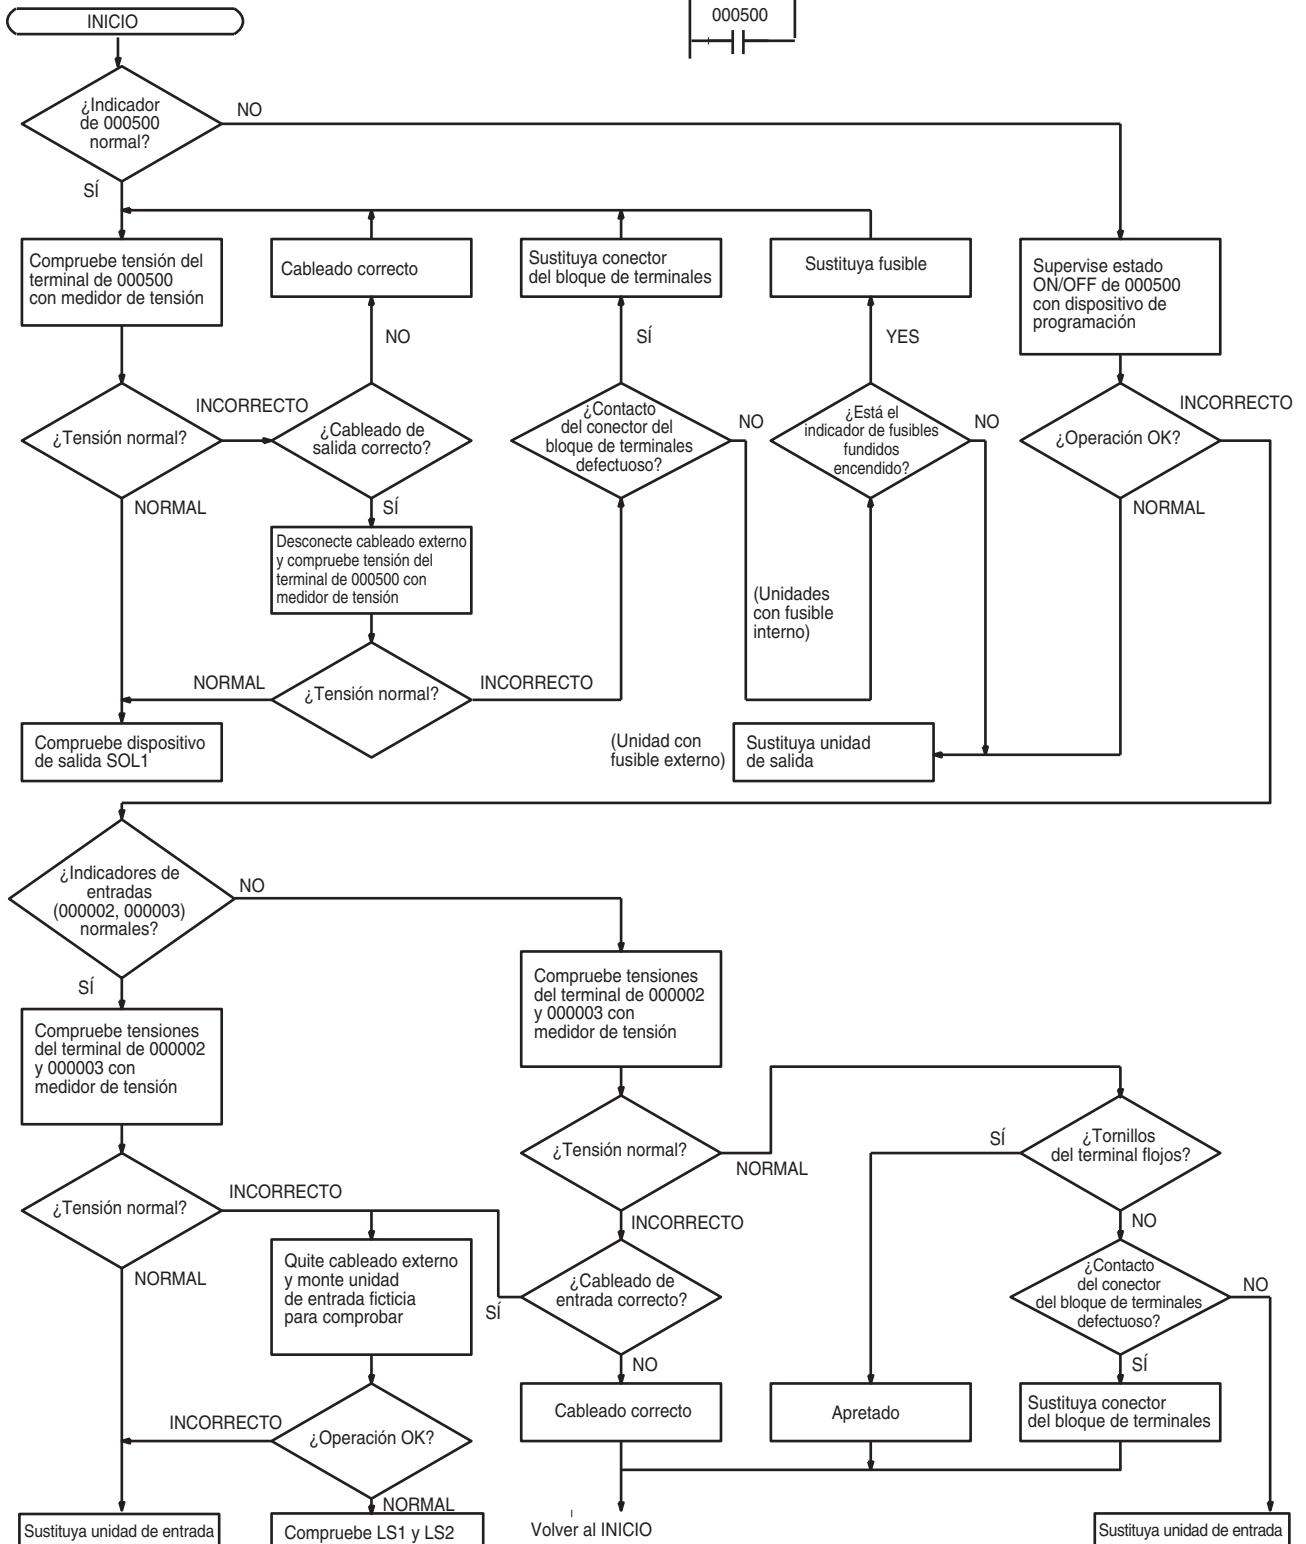 000500
INICIO
¿Indicador
de 000500
normal?
NO
SÍ
Compruebe tensión del
terminal de 000500
con medidor de tensión
Cableado correcto
Sustituya conector
del bloque de terminales
Sustituya fusible
Supervise estado
ON/OFF de 000500
con dispositivo de
programación
NO
SÍ
YES
INCORRECTO
¿Tensión normal?
¿Cableado de
salida correcto?
¿Contacto
del conector del
bloque de terminales
defectuoso?
NO
¿Está el
indicador de fusibles
fundidos
encendido?
NO
¿Operación OK?
INCORRECTO
NORMAL
SÍ
NORMAL
Desconecte cableado externo
y compruebe tensión del
terminal de 000500 con
medidor de tensión
(Unidades
con fusible
interno)
NORMAL
¿Tensión normal?
INCORRECTO
Compruebe dispositivo
de salida SOL1
(Unidad con
fusible externo)
Sustituya unidad
de salida
¿Indicadores de
entradas
(000002, 000003)
normales?
NO
SÍ
Compruebe tensiones
del terminal de 000002
y 000003 con
medidor de tensión
Compruebe tensiones
del terminal de 000002
y 000003 con
medidor de tensión
¿Tensión normal?
NORMAL
SÍ
¿Tornillos
del terminal flojos?
¿Tensión normal?
INCORRECTO
INCORRECTO
NO
NORMAL
Quite cableado externo
y monte unidad
de entrada ficticia
para comprobar
SÍ
¿Cableado de
entrada correcto?
¿Contacto
del conector
del bloque de terminales
defectuoso?
NO
NO
SÍ
Cableado correcto
Apretado
Sustituya conector
del bloque de terminales
INCORRECTO
¿Operación OK?
NORMAL
Sustituya unidad de entrada
Compruebe LS1 y LS2
Volver al INICIO
Sustituya unidad de entrada